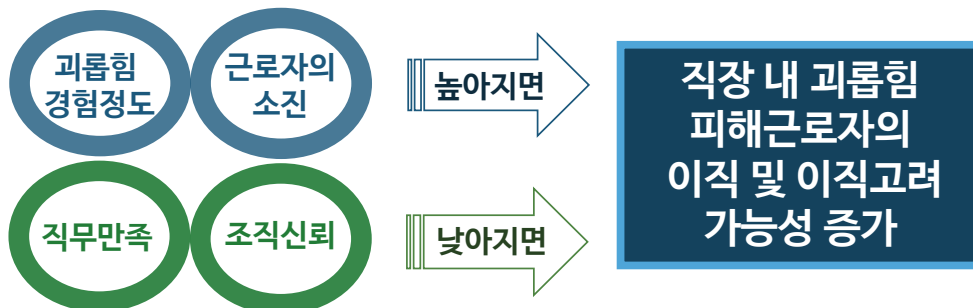 괴롭힘
경험정도
근로자의
소진
높아지면
직장 내 괴롭힘
피해근로자의
이직 및 이직고려
가능성 증가
직무만족
조직신뢰
낮아지면